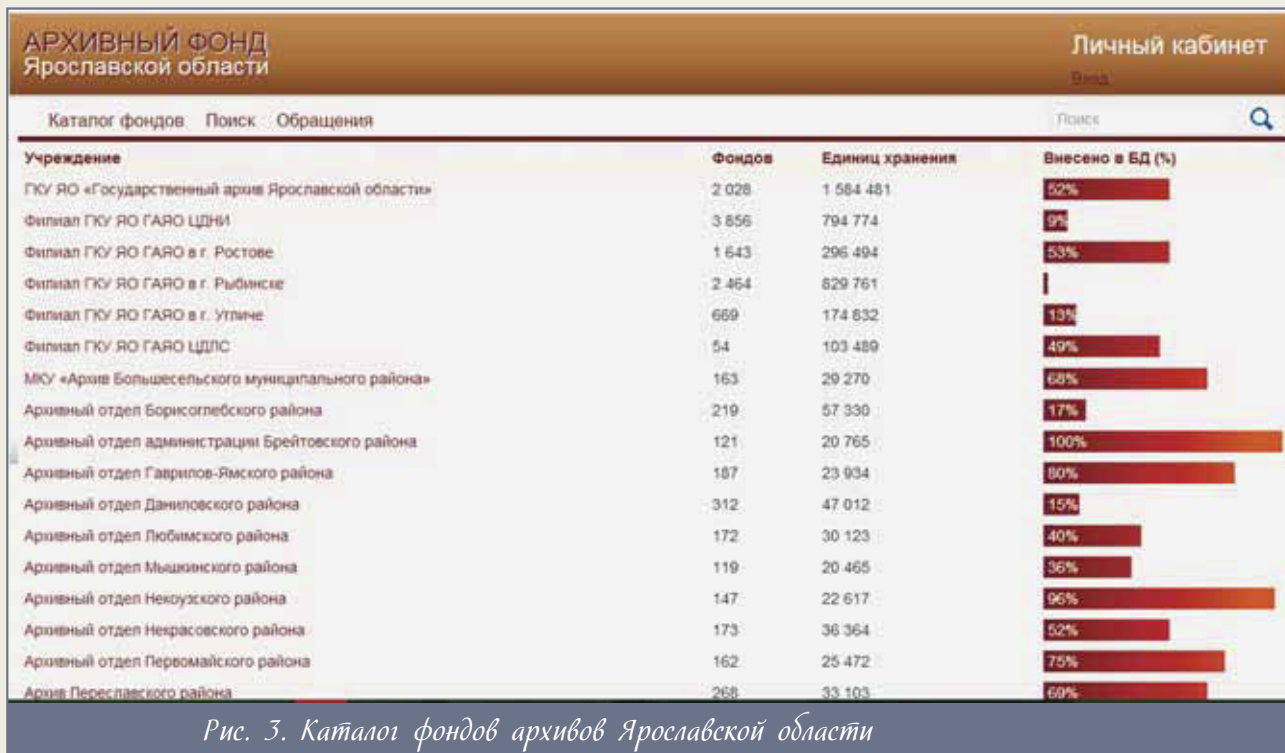 АРХИВНЫЙ ФОНД
Ярославской области
Личный кабинет
Вход
Каталог фондов Поиск Обращения Поиск
Учреждение Фондов Единиц хранения Внесено в БД (%)
ГКУ ЯО «Государственный архив Ярославской области» 2 028 1 584 481 52%
Филиал ГКУ ЯО ГАЯО ЦДНИ 3 856 794 774 9%
Филиал ГКУ ЯО ГАЯО в г. Ростове 1 643 296 494 53%
Филиал ГКУ ЯО ГАЯО в г. Рыбинске 2 464 829 761
Филиал ГКУ ЯО ГАЯО в г. Угличе 669 174 832 13%
Филиал ГКУ ЯО ГАЯО ЦДЛС 54 103 489 49%
МКУ «Архив Большесельского муниципального района» 163 29 270 68%
Архивный отдел Борисоглебского района 219 57 330 17%
Архивный отдел администрации Брейтовского района 121 20 765 100%
Архивный отдел Гаврилов-Ямского района 187 23 934 80%
Архивный отдел Даниловского района 312 47 012 15%
Архивный отдел Любимского района 172 30 123 40%
Архивный отдел Мышкинского района 119 20 465 36%
Архивный отдел Некоузского района 147 22 617 96%
Архивный отдел Некрасовского района 173 36 364 52%
Архивный отдел Первомайского района 162 25 472 75%
Архив Переславского района 268 33 103 69%
Рис. 3. Каталог фондов архивов Ярославской области